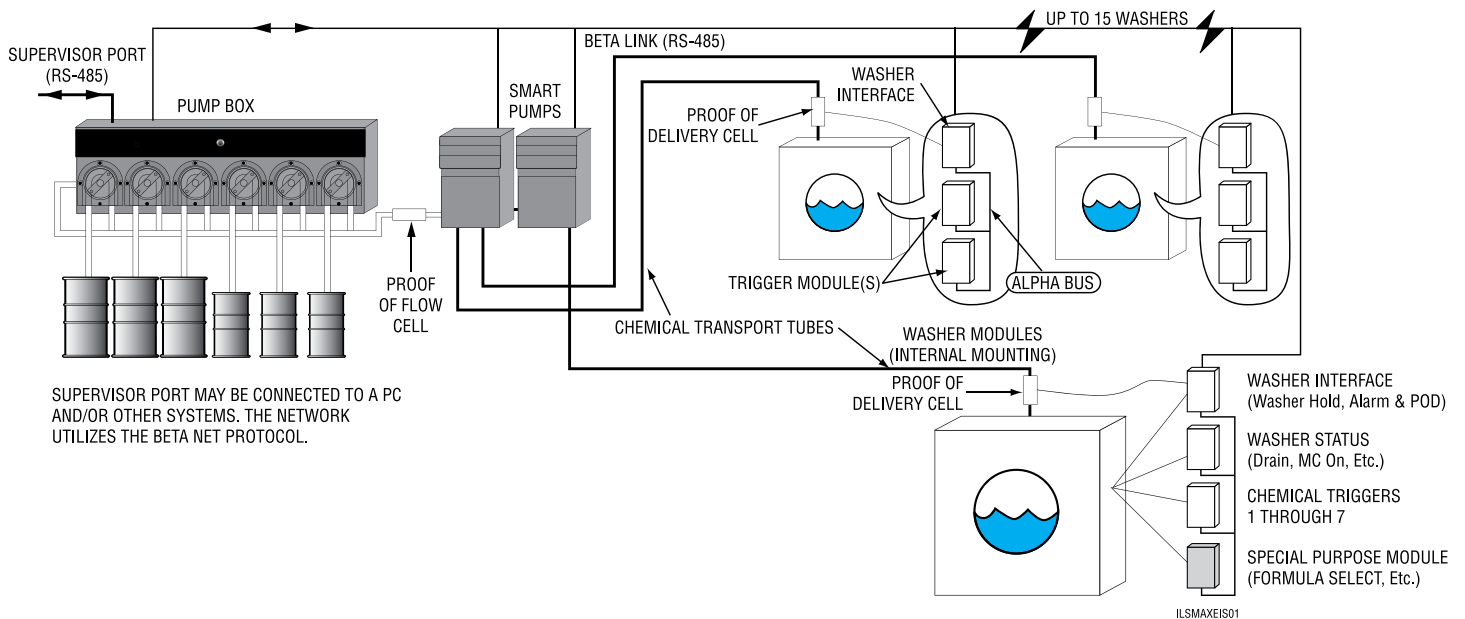 UP TO 15 WASHERS
SUPERVISOR PORT
(RS-485)
BETA LINK (RS-485)
PUMP BOX
SMART
PUMPS
WASHER
INTERFACE
PROOF OF
DELIVERY CELL
TRIGGER MODULE(S)
ALPHA BUS
PROOF
OF FLOW
CELL
CHEMICAL TRANSPORT TUBES
WASHER MODULES
(INTERNAL MOUNTING)
PROOF OF
DELIVERY CELL
SUPERVISOR PORT MAY BE CONNECTED TO A PC
AND/OR OTHER SYSTEMS. THE NETWORK
UTILIZES THE BETA NET PROTOCOL.
WASHER INTERFACE
(Washer Hold, Alarm & POD)
WASHER STATUS
(Drain, MC On, Etc.)
CHEMICAL TRIGGERS
1 THROUGH 7
SPECIAL PURPOSE MODULE
(FORMULA SELECT, Etc.)
ILSMAXEIS01